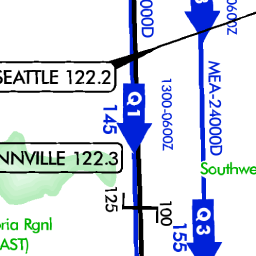 SEATTLE 122.2
NNVILLE 122.3
Q1
145
1300-0600Z
MEA-24000D
000D
0600Z
Southwe
Q3
155
125
100
ria Rgnl
AST)